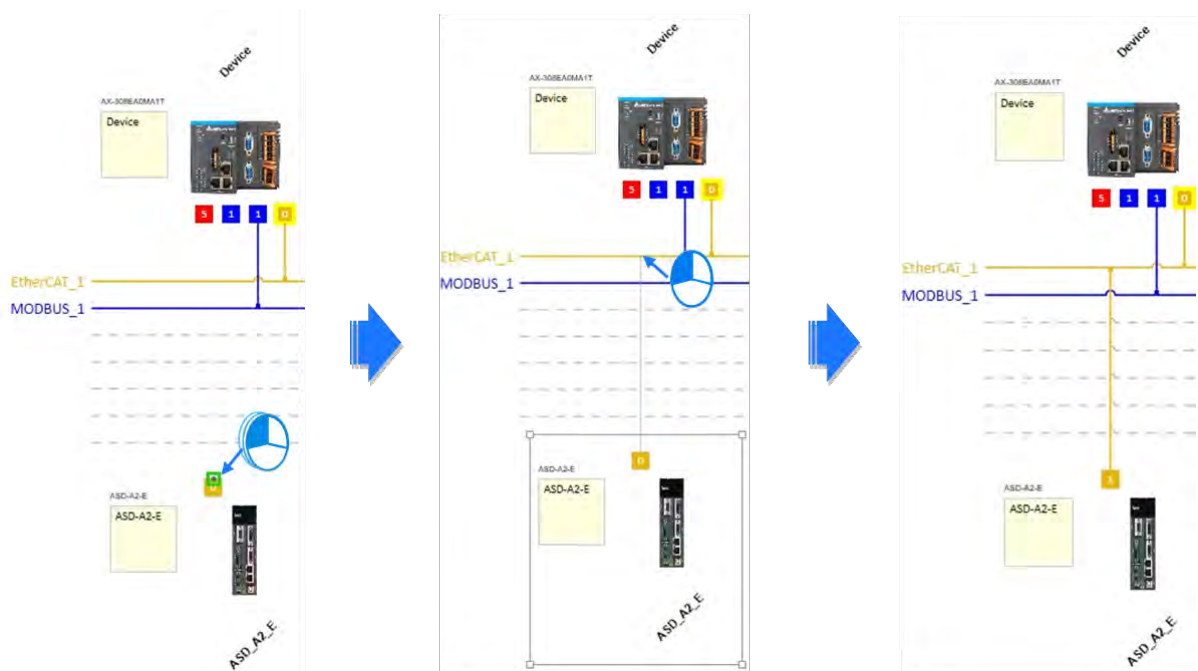 Device
AX-308EA0MA1T
Device
5 1 1 0
EtherCAT_1
MODBUS_1
ASD-A2-E
ASD-A2-E
ASD_A2_E
Device
AX-308EA0MA1T
Device
5 1 1 0
EtherCAT_1
MODBUS_1
0
ASD-A2-E
ASD-A2-E
ASD_A2_E
Device
AX-308EA0MA1T
Device
5 1 1 0
EtherCAT_1
MODBUS_1
1
ASD-A2-E
ASD-A2-E
ASD_A2_E